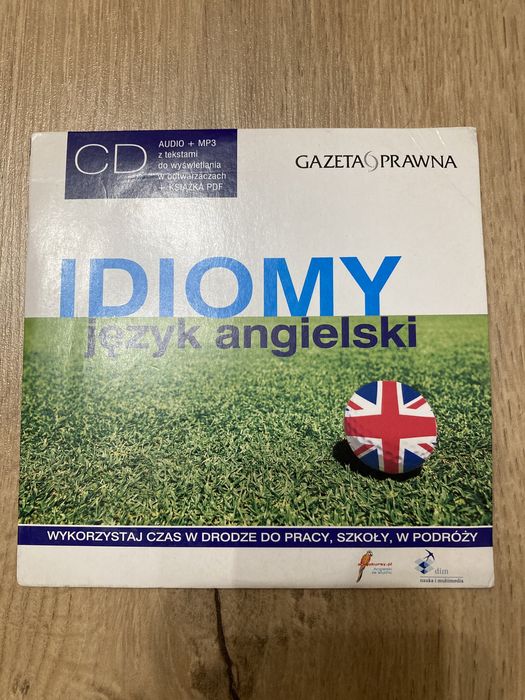 CD
AUDIO + MP3
z tekstami
do wyświetlania
w odtwarzaczach
+ KSIĄŻKA PDF
GAZETA PRAWNA
IDIOMY
język angielski
WYKORZYSTAJ CZAS W DRODZE DO PRACY, SZKOŁY, W PODRÓŻY
dim
nauka i multimedia